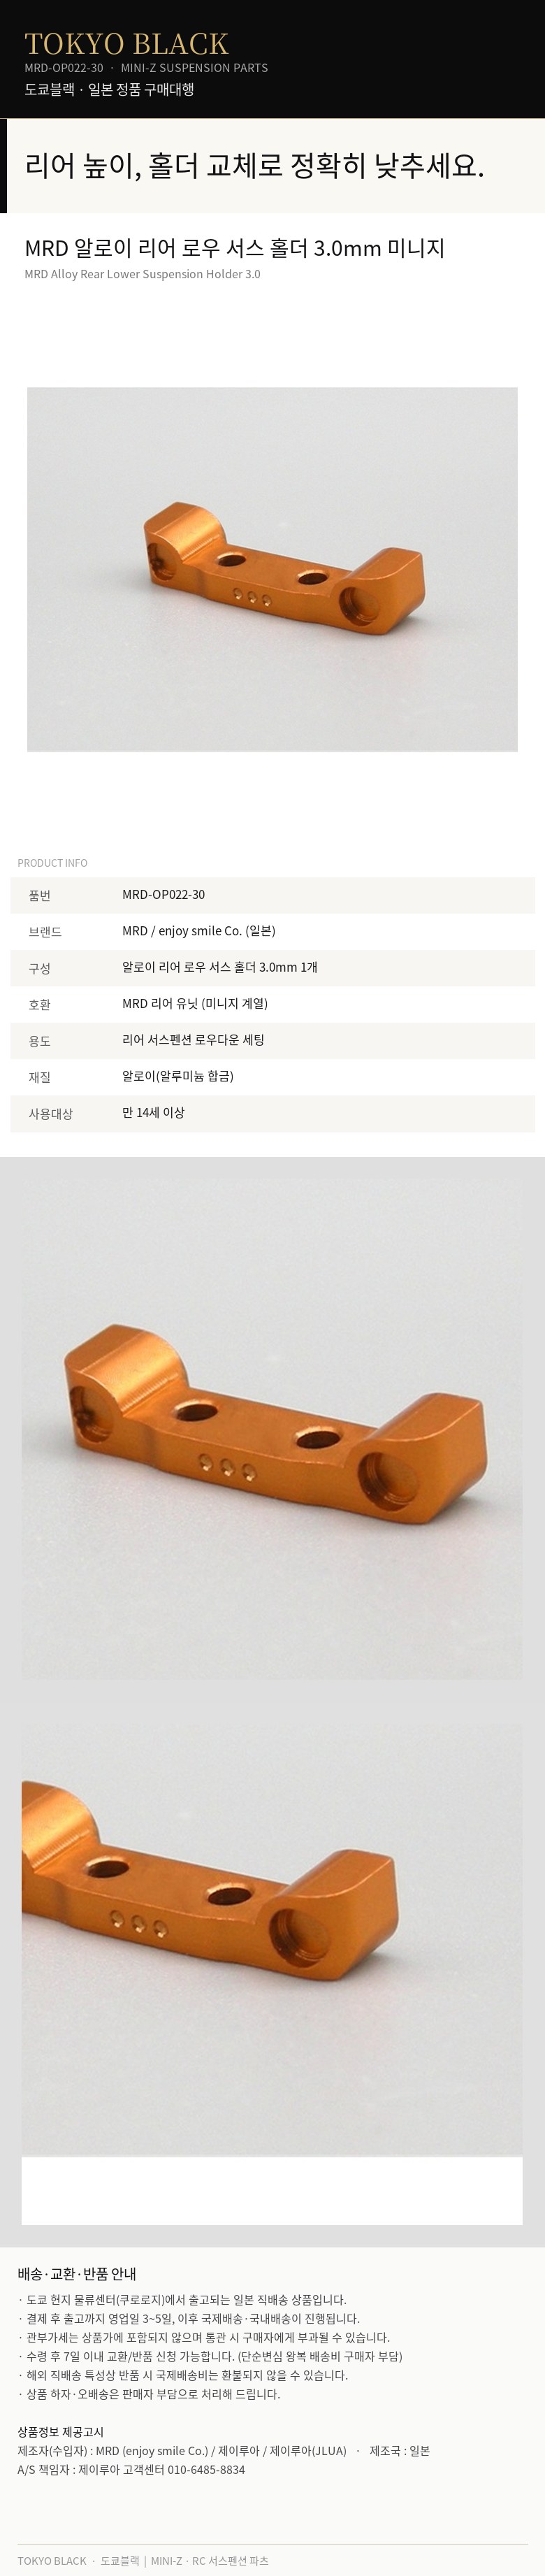 TOKYO BLACK
MRD-OP022-30 · MINI-Z SUSPENSION PARTS
도쿄블랙 · 일본 정품 구매대행
리어 높이, 홀더 교체로 정확히 낮추세요.
MRD 알로이 리어 로우 서스 홀더 3.0mm 미니지
MRD Alloy Rear Lower Suspension Holder 3.0
PRODUCT INFO
품번 MRD-OP022-30
브랜드 MRD / enjoy smile Co. (일본)
구성 알로이 리어 로우 서스 홀더 3.0mm 1개
호환 MRD 리어 유닛 (미니지 계열)
용도 리어 서스펜션 로우다운 세팅
재질 알로이(알루미늄 합금)
사용대상 만 14세 이상
배송·교환·반품 안내
· 도쿄 현지 물류센터(쿠로로지)에서 출고되는 일본 직배송 상품입니다.
· 결제 후 출고까지 영업일 3~5일, 이후 국제배송·국내배송이 진행됩니다.
· 관부가세는 상품가에 포함되지 않으며 통관 시 구매자에게 부과될 수 있습니다.
· 수령 후 7일 이내 교환/반품 신청 가능합니다. (단순변심 왕복 배송비 구매자 부담)
· 해외 직배송 특성상 반품 시 국제배송비는 환불되지 않을 수 있습니다.
· 상품 하자·오배송은 판매자 부담으로 처리해 드립니다.
상품정보 제공고시
제조자(수입자) : MRD (enjoy smile Co.) / 제이루아 / 제이루아(JLUA) · 제조국 : 일본
A/S 책임자 : 제이루아 고객센터 010-6485-8834
TOKYO BLACK · 도쿄블랙 | MINI-Z · RC 서스펜션 파츠